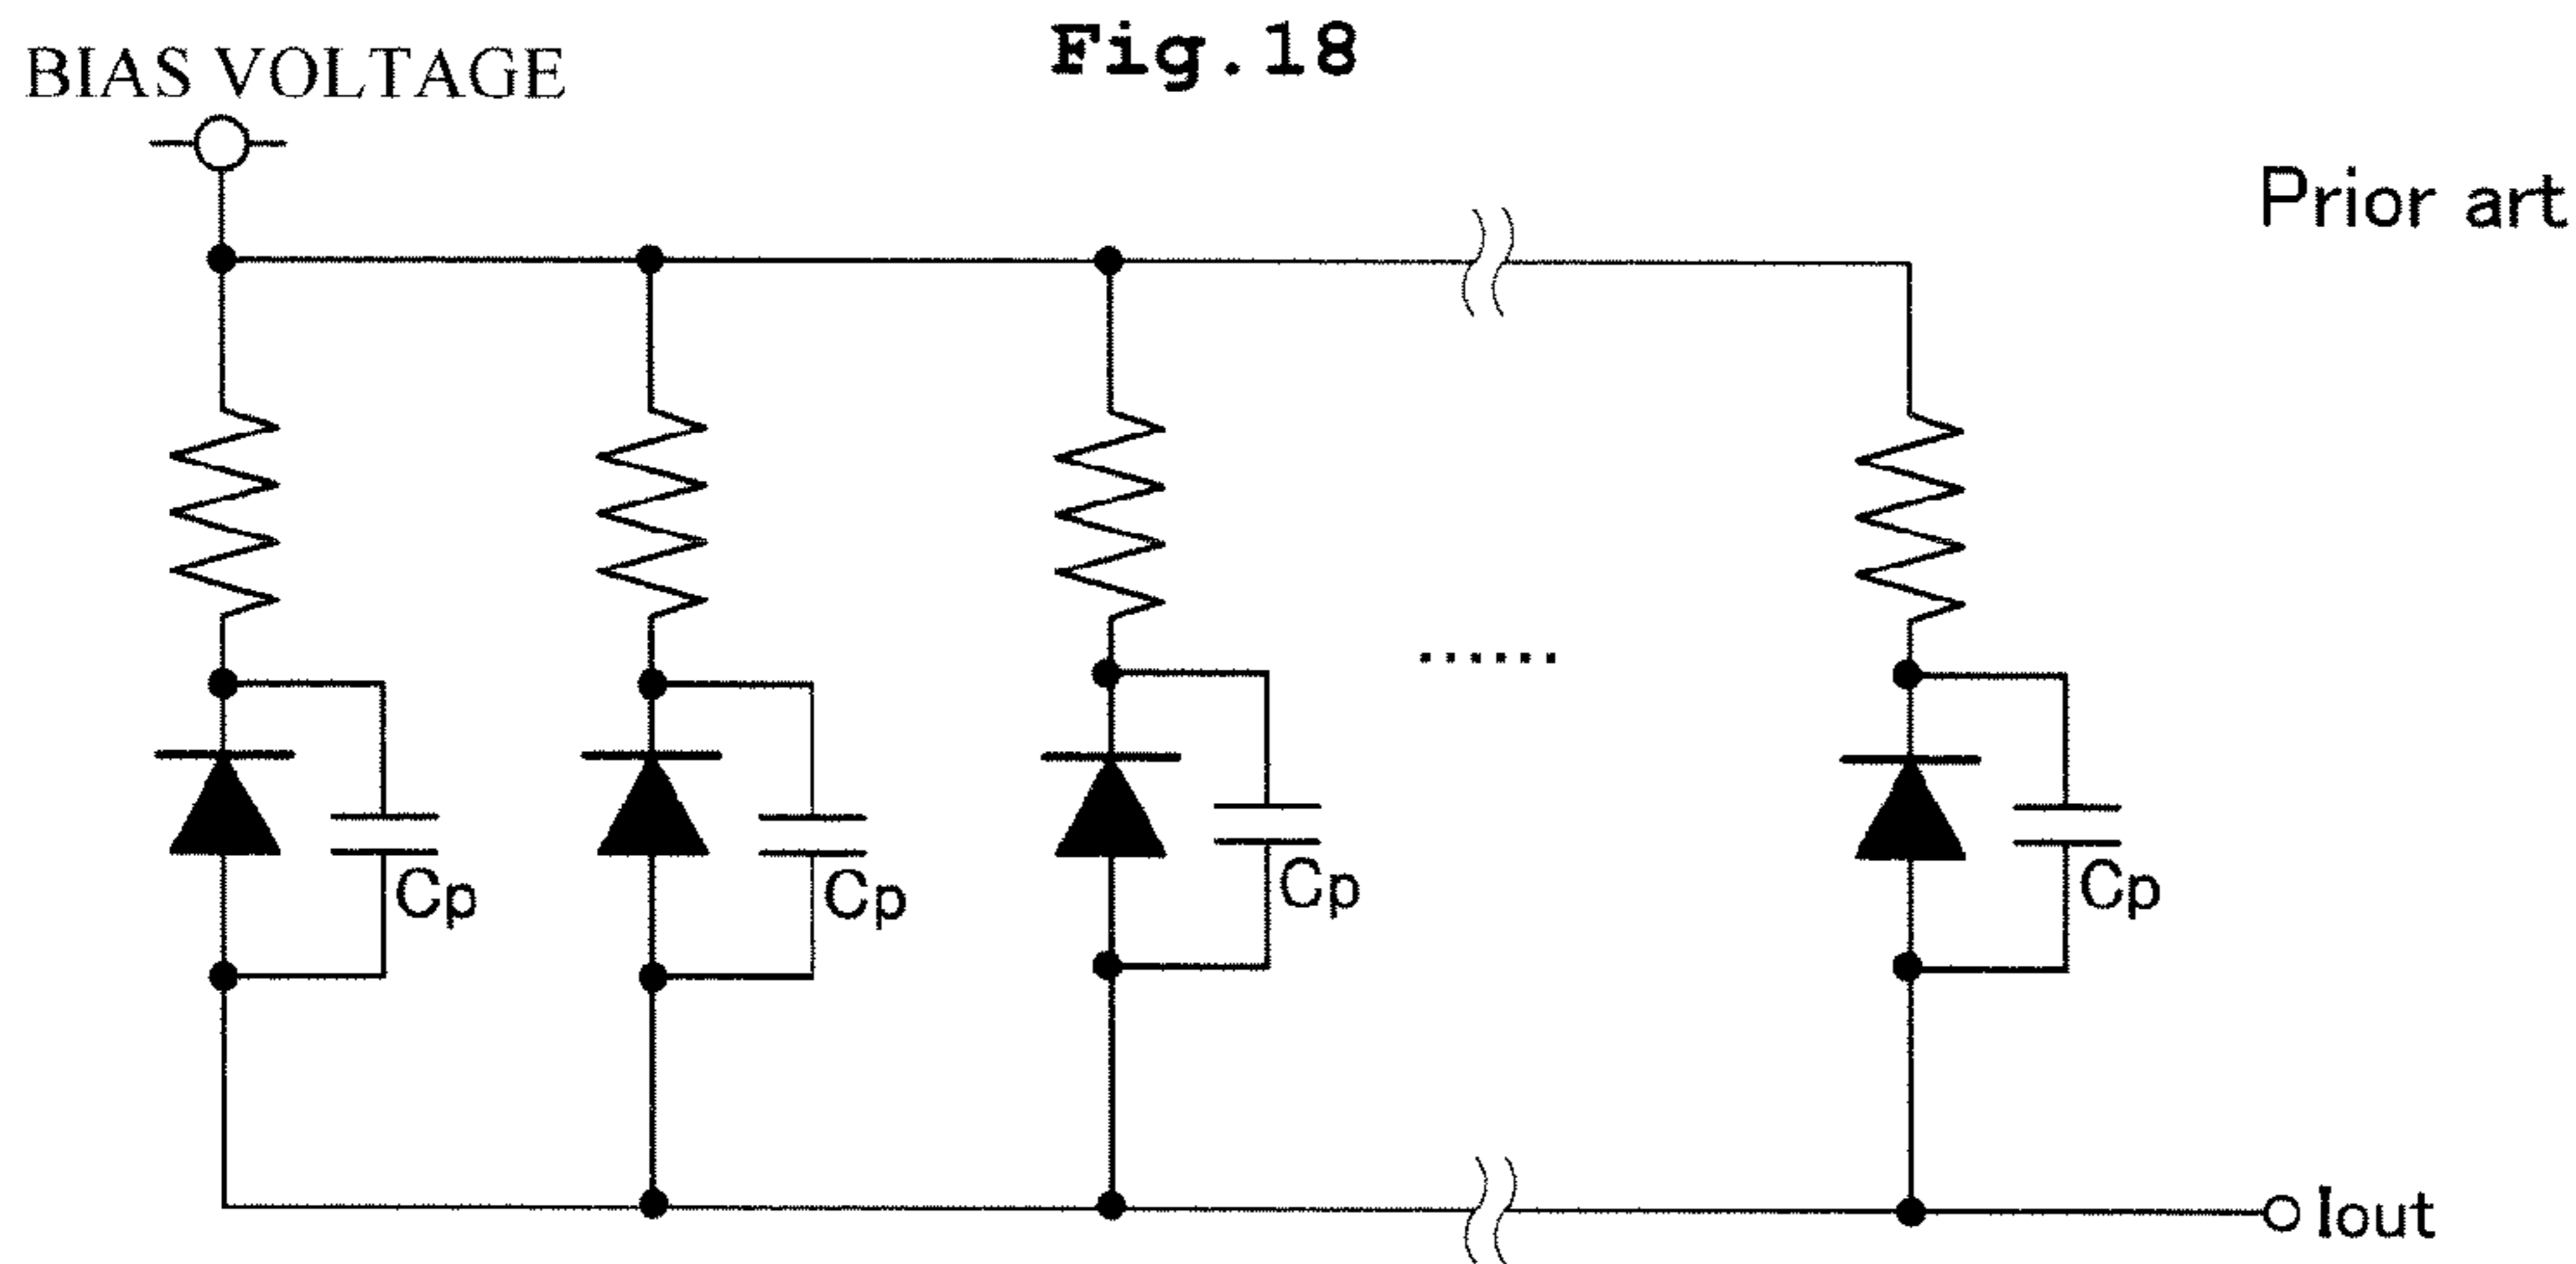 Fig.18
BIAS VOLTAGE
Prior art
......
Cp
Cp
Cp
Cp
Iout